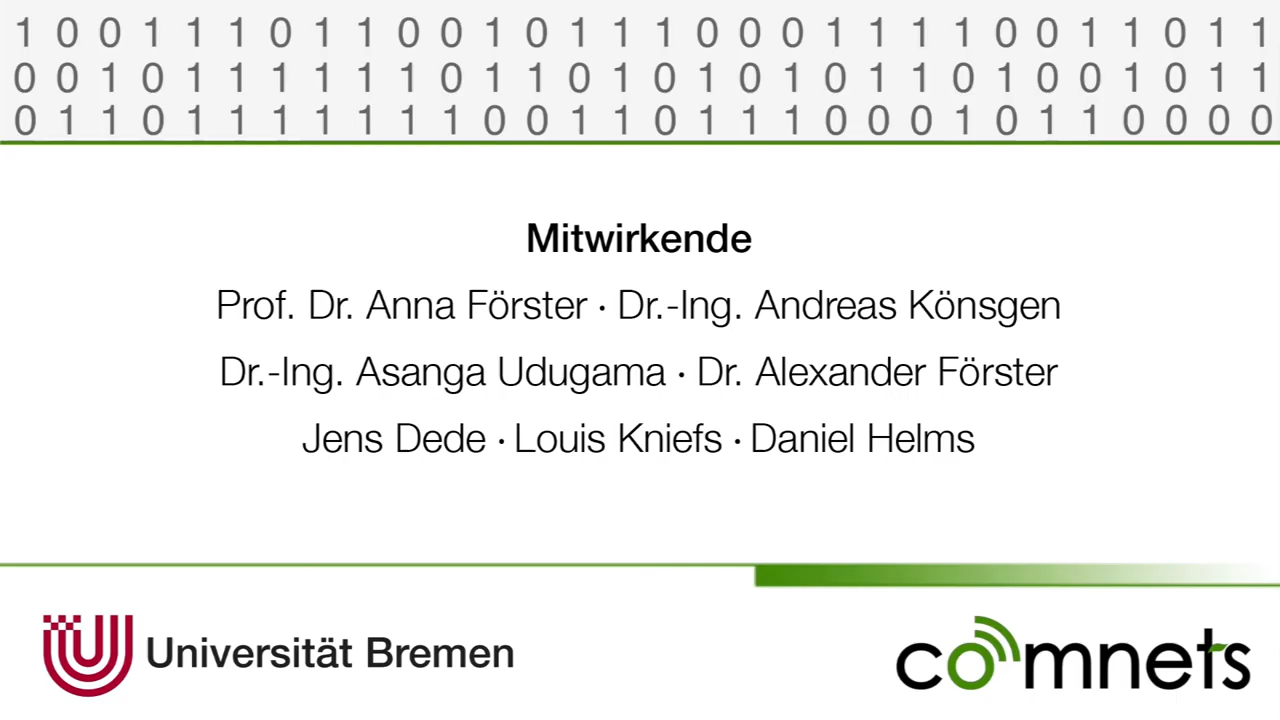 1 0 0 1 1 1 0 1 1 0 0 1 0 1 1 1 0 0 0 1 1 1 1 0 0 1 1 0 1 1
0 0 1 0 1 1 1 1 1 1 0 1 1 0 1 0 1 0 1 0 1 1 0 1 0 0 1 0 1 1
0 1 1 0 1 1 1 1 1 1 1 0 0 1 1 0 1 1 1 0 0 0 1 0 1 1 0 0 0 0
Mitwirkende
Prof. Dr. Anna Förster · Dr.-Ing. Andreas Könsgen
Dr.-Ing. Asanga Udugama · Dr. Alexander Förster
Jens Dede · Louis Kniefs · Daniel Helms
Universität Bremen
comnets